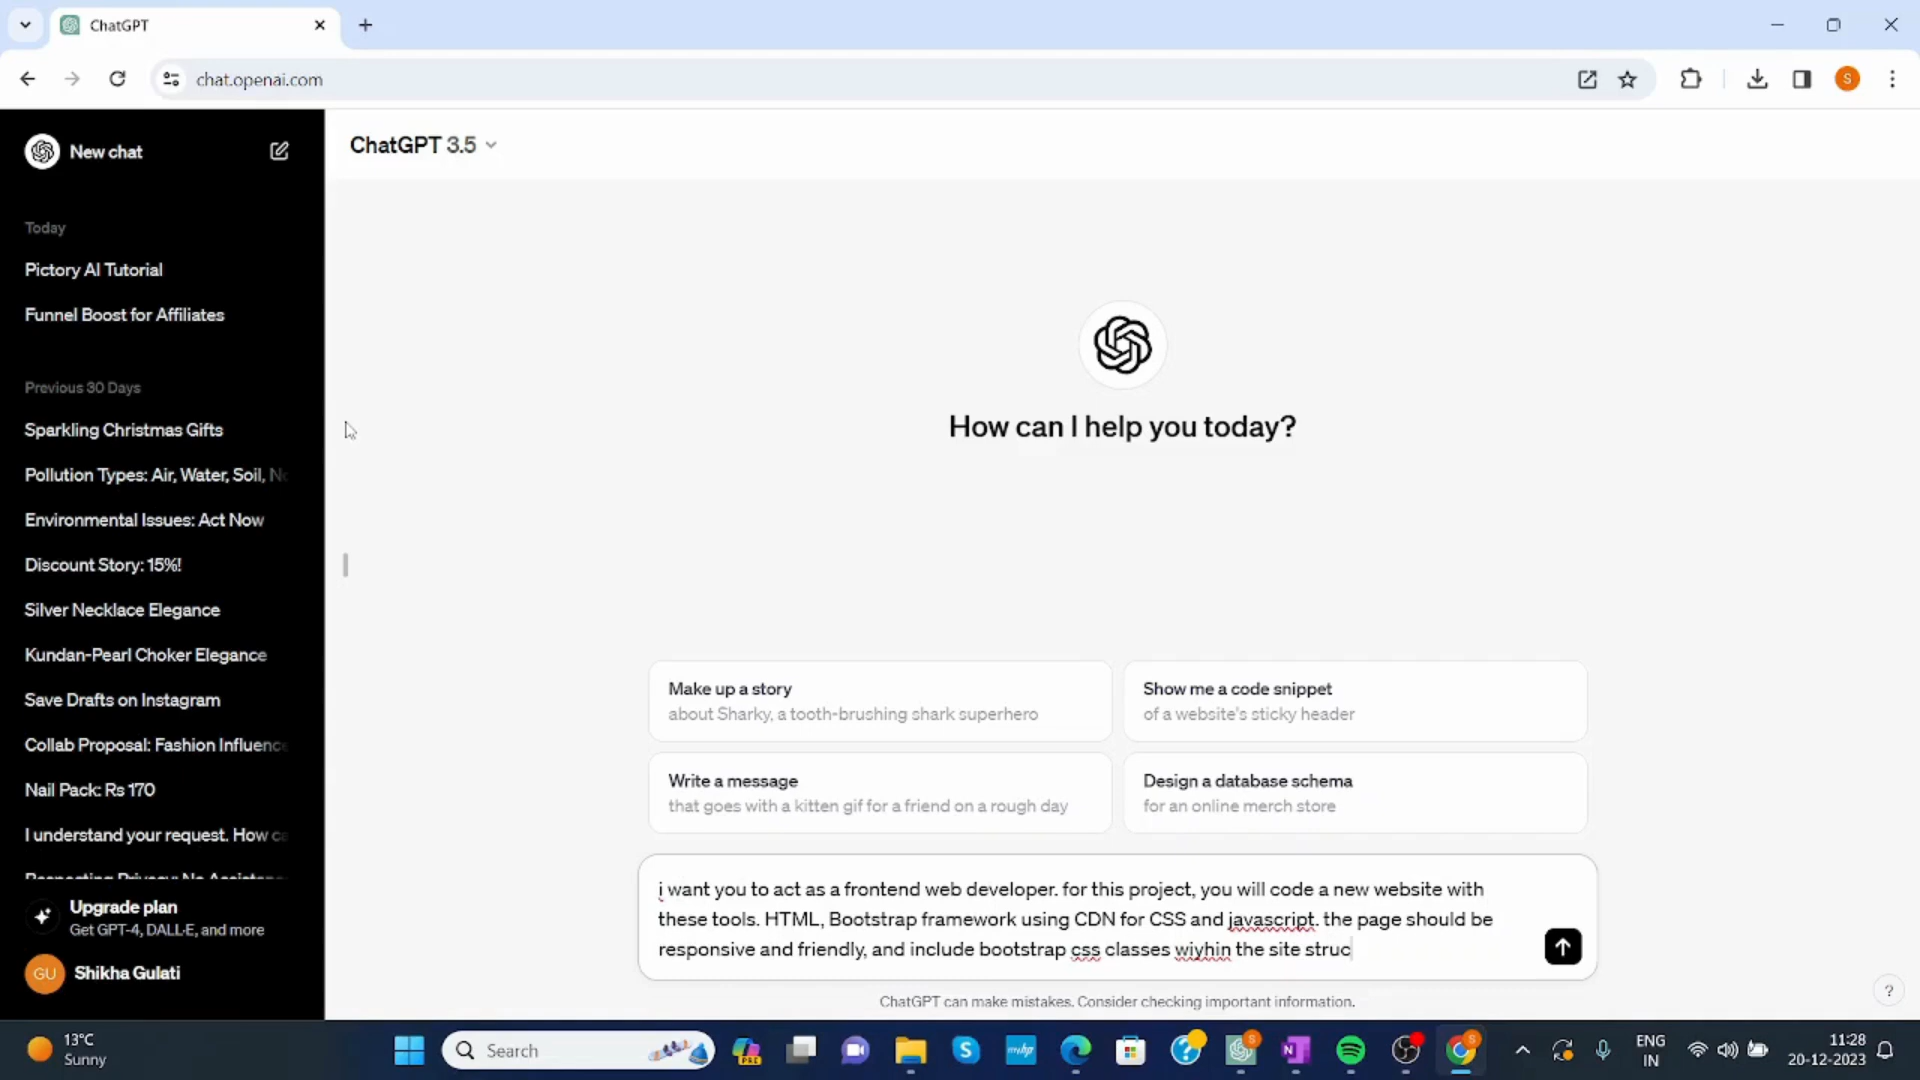 ChatGPT
chat.openai.com
S
New chat
ChatGPT 3.5
Today
Pictory AI Tutorial
Funnel Boost for Affiliates
Previous 30 Days
Sparkling Christmas Gifts
Pollution Types: Air, Water, Soil, No
Environmental Issues: Act Now
Discount Story: 15%!
Silver Necklace Elegance
Kundan-Pearl Choker Elegance
Save Drafts on Instagram
Collab Proposal: Fashion Influence
Nail Pack: Rs 170
I understand your request. How ca
Respecting Privacy: No Assistance
Upgrade plan
Get GPT-4, DALL·E, and more
GU
Shikha Gulati
How can I help you today?
Make up a story
about Sharky, a tooth-brushing shark superhero
Show me a code snippet
of a website's sticky header
Write a message
that goes with a kitten gif for a friend on a rough day
Design a database schema
for an online merch store
i want you to act as a frontend web developer. for this project, you will code a new website with
these tools. HTML, Bootstrap framework using CDN for CSS and javascript. the page should be
responsive and friendly, and include bootstrap css classes wiyhin the site struc
ChatGPT can make mistakes. Consider checking important information.
?
13°C
Sunny
Search
PRE
S
myhp
?
S
N
S
ENG
IN
11:28
20-12-2023